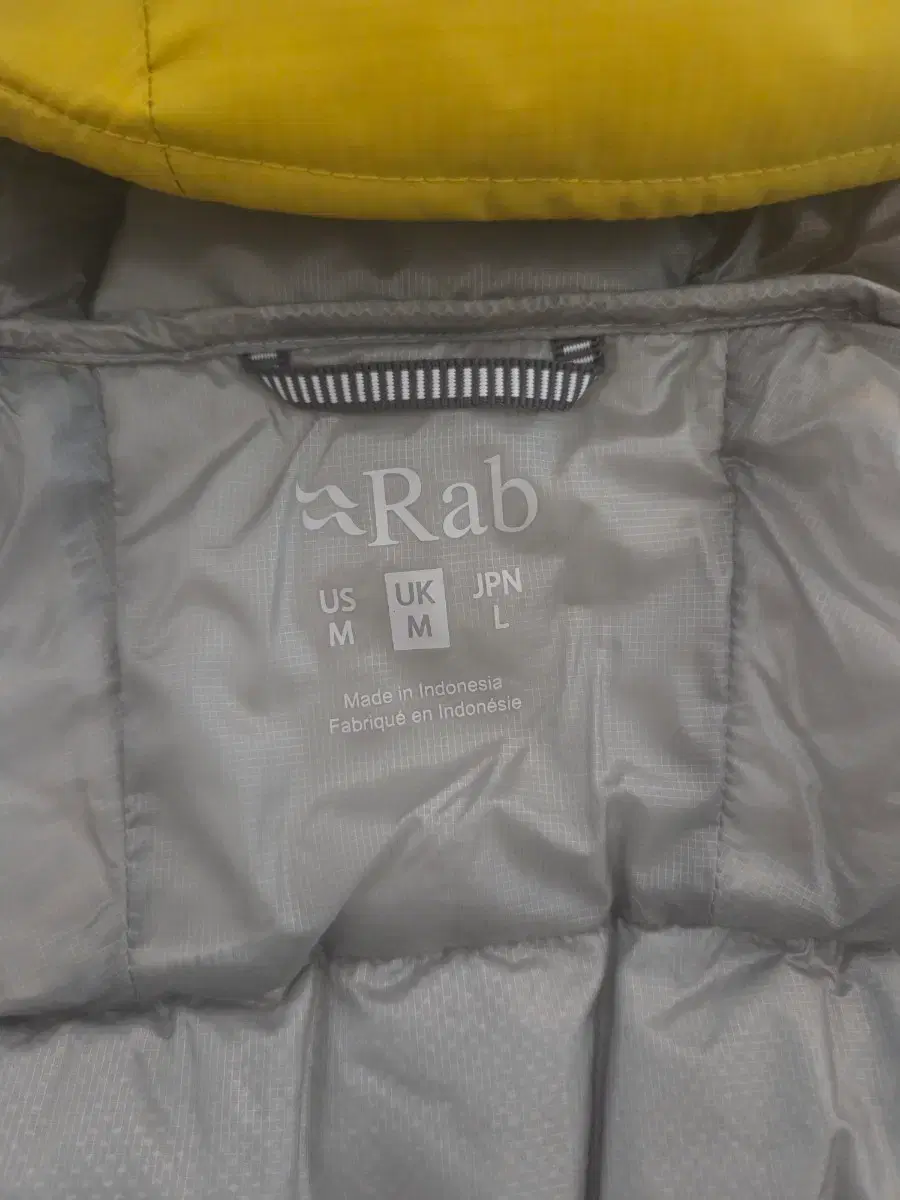 Rab
US UK JPN
M M L
Made in Indonesia
Fabriqué en Indonésie